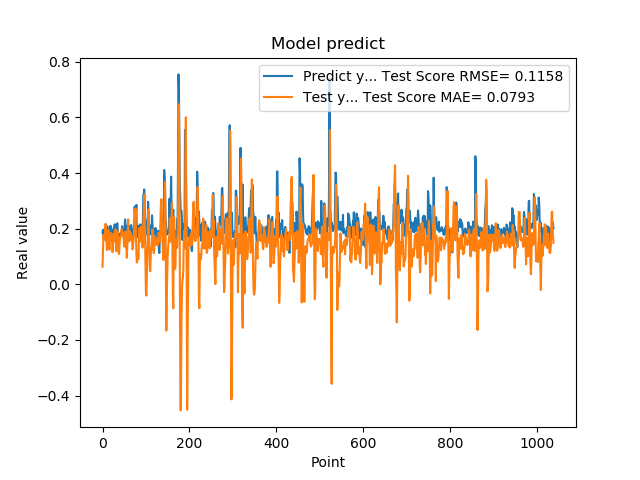 Model predict
Predict y... Test Score RMSE= 0.1158
Test y... Test Score MAE= 0.0793
0.8
0.6
0.4
0.2
0.0
−0.2
−0.4
Real value
0 200 400 600 800 1000
Point